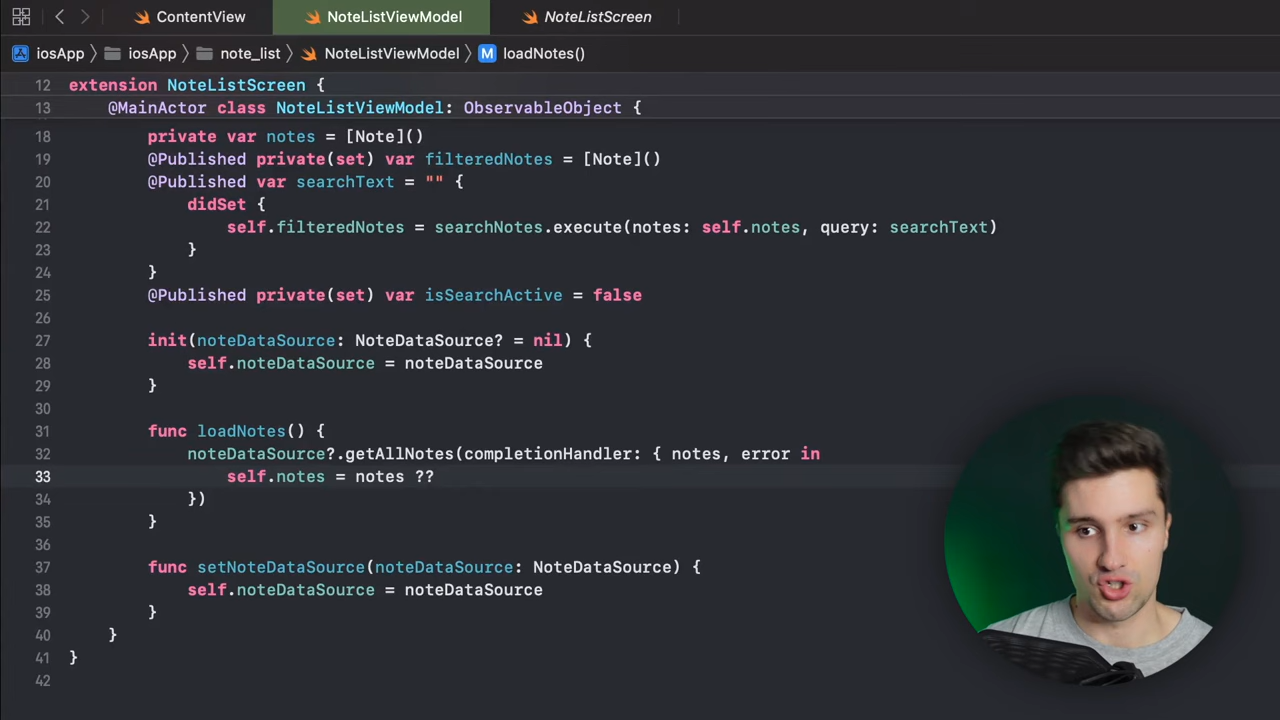 ContentView NoteListViewModel NoteListScreen
iosApp iosApp note_list NoteListViewModel M loadNotes()
12 extension NoteListScreen {
13 @MainActor class NoteListViewModel: ObservableObject {
18 private var notes = [Note]()
19 @Published private(set) var filteredNotes = [Note]()
20 @Published var searchText = "" {
21 didSet {
22 self.filteredNotes = searchNotes.execute(notes: self.notes, query: searchText)
23 }
24 }
25 @Published private(set) var isSearchActive = false
26
27 init(noteDataSource: NoteDataSource? = nil) {
28 self.noteDataSource = noteDataSource
29 }
30
31 func loadNotes() {
32 noteDataSource?.getAllNotes(completionHandler: { notes, error in
33 self.notes = notes ??
34 })
35 }
36
37 func setNoteDataSource(noteDataSource: NoteDataSource) {
38 self.noteDataSource = noteDataSource
39 }
40 }
41 }
42